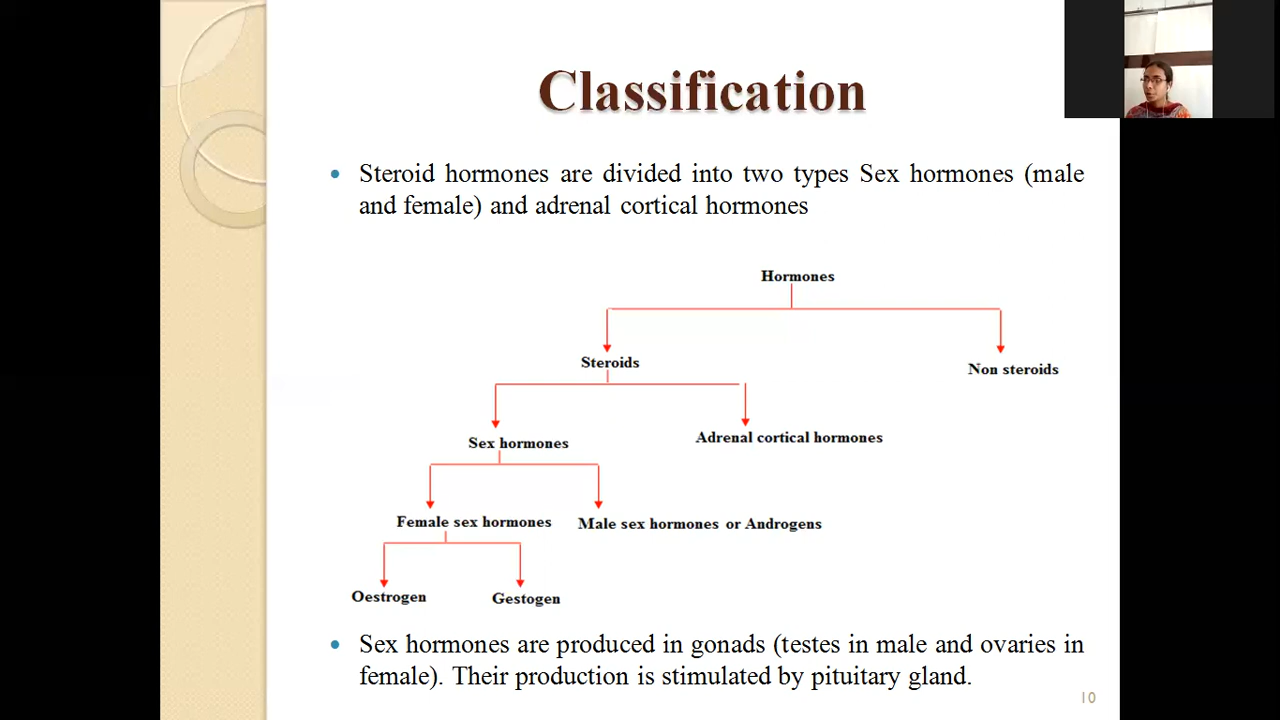 Classification
Steroid hormones are divided into two types Sex hormones (male
and female) and adrenal cortical hormones
Hormones
Steroids
Non steroids
Sex hormones
Adrenal cortical hormones
Female sex hormones
Male sex hormones or Androgens
Oestrogen
Gestogen
Sex hormones are produced in gonads (testes in male and ovaries in
female). Their production is stimulated by pituitary gland.
10